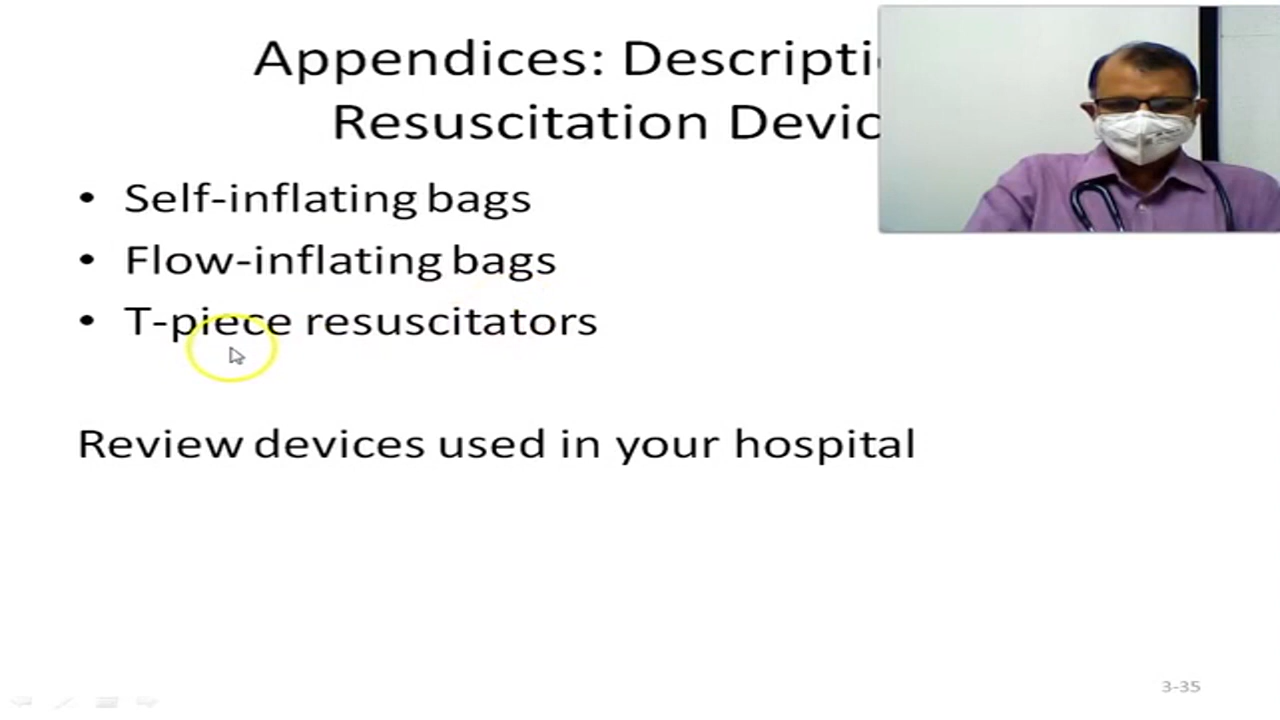 Appendices: Descripti
Resuscitation Devic
• Self-inflating bags
• Flow-inflating bags
• T-piece resuscitators
Review devices used in your hospital
3-35